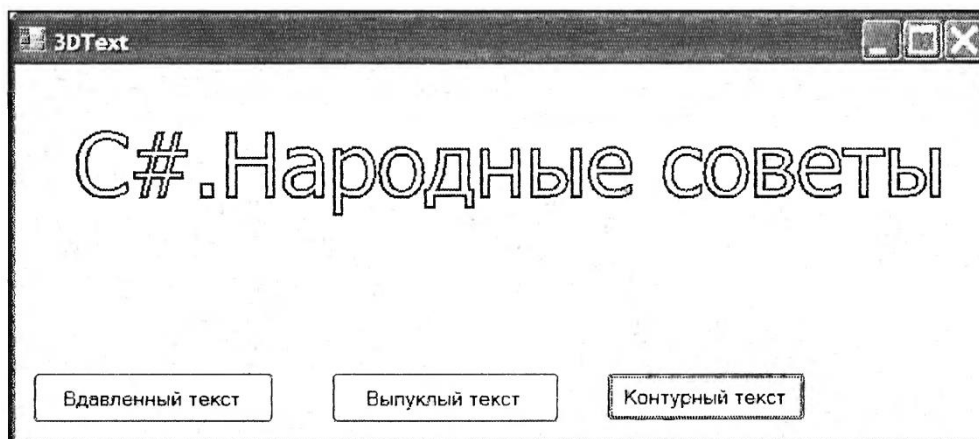 3DText
C#.Народные советы
Вдавленный текст Выпуклый текст Контурный текст